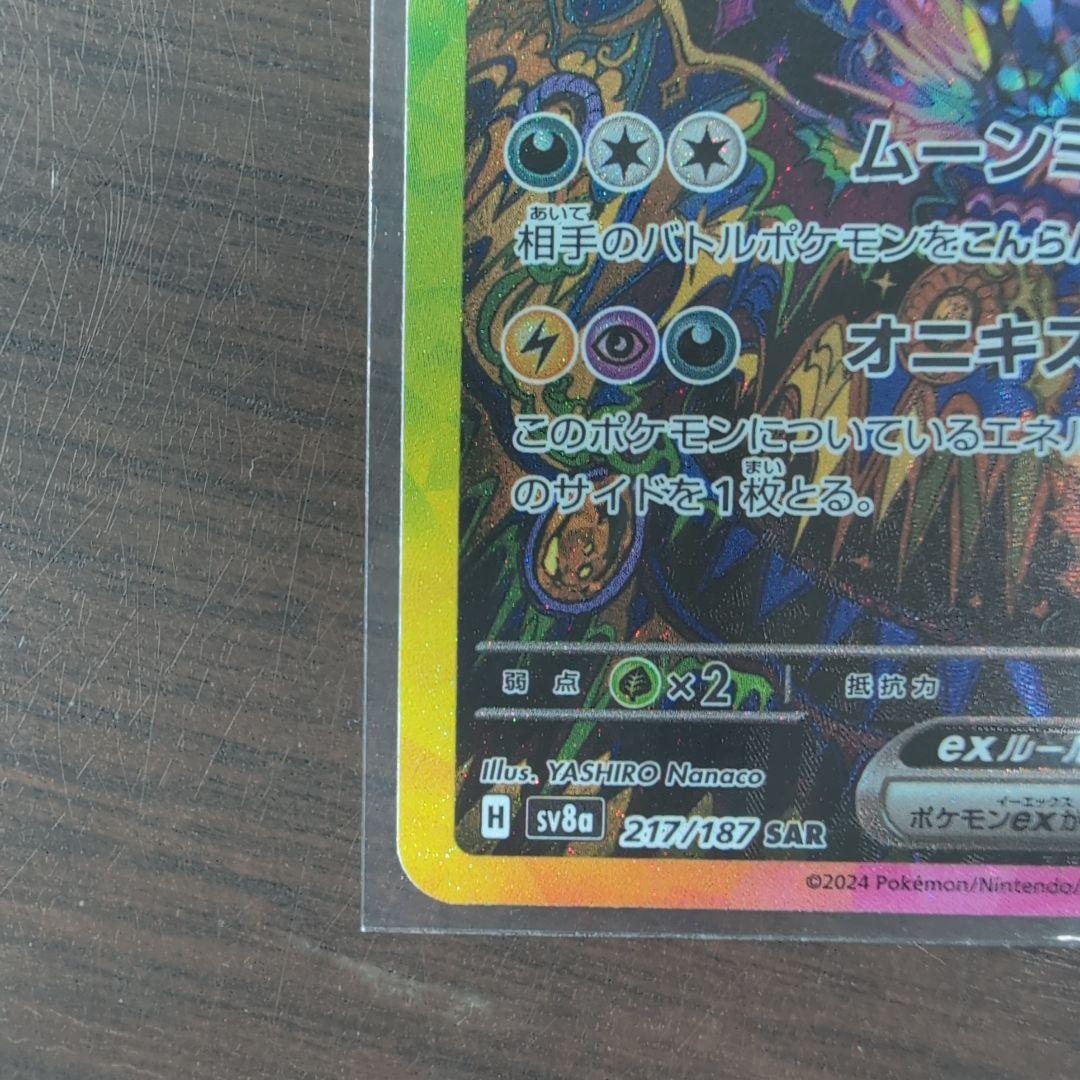 ムーンミ
あいて
相手のバトルポケモンをこんらん
オニキス
このポケモンについているエネル
まい
のサイドを1枚とる。
弱点 ×2 抵抗力
Illus. YASHIRO Nanaco
exルール
H sv8a 217/187 SAR
イーエックス
ポケモンexが
©2024 Pokémon/Nintendo/